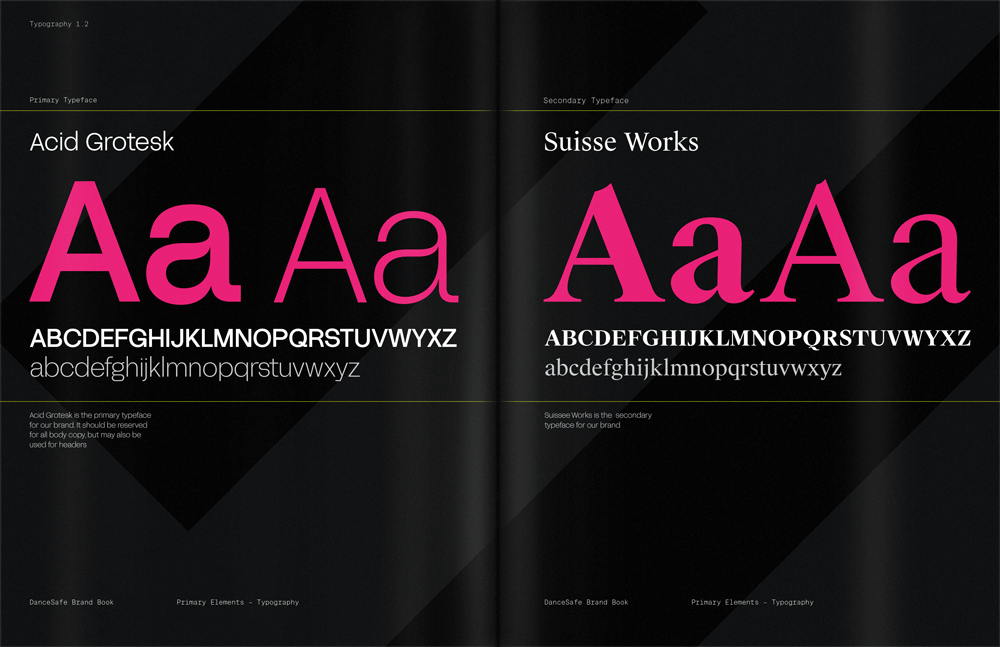 Typography 1.2
Primary Typeface
Acid Grotesk
Aa Aa
ABCDEFGHIJKLMNOPQRSTUVWYXZ
abcdefghijklmnopqrstuvwxyz
Acid Grotesk is the primary typeface
for our brand. It should be reserved
for all body copy, but may also be
used for headers
DanceSafe Brand Book
Primary Elements – Typography
Secondary Typeface
Suisse Works
Aa Aa
ABCDEFGHIJKLMNOPQRSTUVWYXZ
abcdefghijklmnopqrstuvwxyz
SuisseeWorks is the secondary
typeface for our brand
DanceSafe Brand Book
Primary Elements – Typography